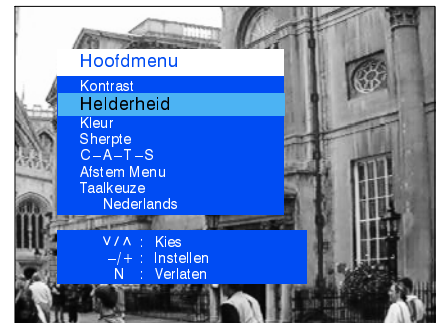 Hoofdmenu
Kontrast
Helderheid
Kleur
Sherpte
C–A–T–S
Afstem Menu
Taalkeuze
Nederlands
∨/∧ : Kies
–/+ : Instellen
N : Verlaten